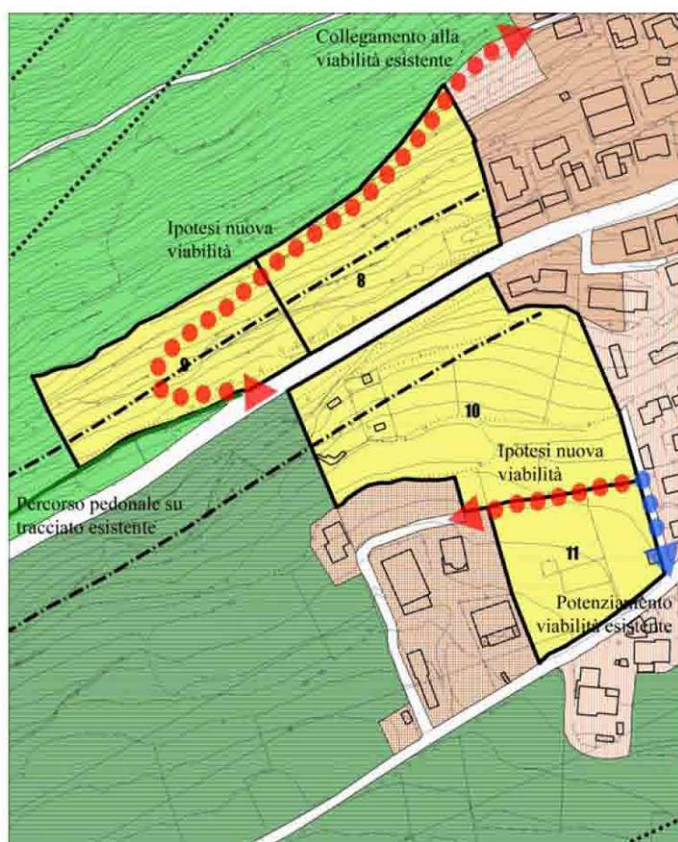 Collegamento alla
viabilità esistente
Ipotesi nuova
viabilità
8
9
10
Ipotesi nuova
viabilità
Percorso pedonale su
tracciato esistente
11
Potenziamento
viabilità esistente